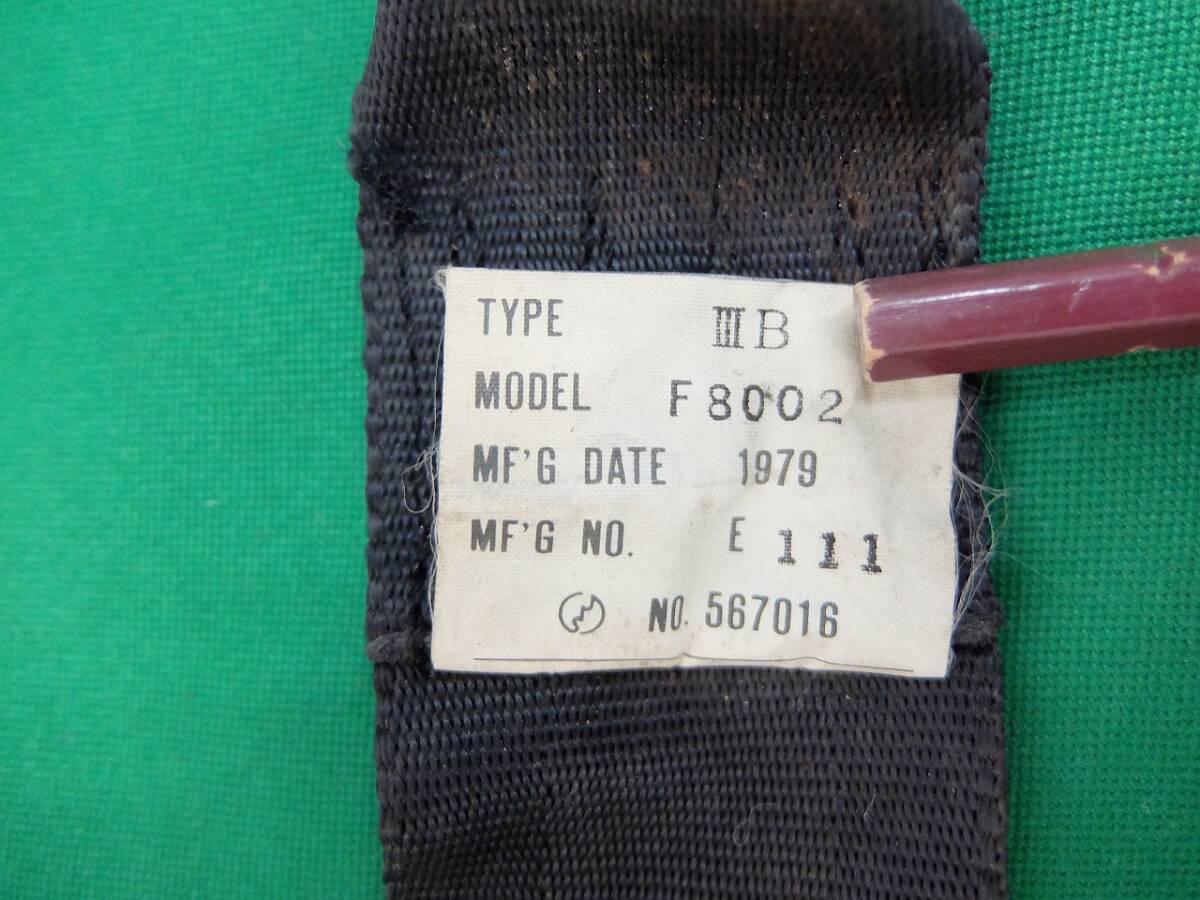 TYPE ⅢB
MODEL F8002
MF'G DATE 1979
MF'G NO. E 111
NO. 567016